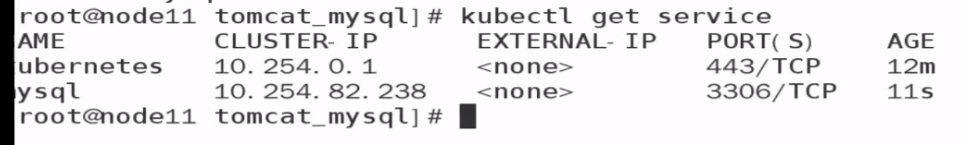 root@node11 tomcat_mysql]# kubectl get service
AME CLUSTER-IP EXTERNAL-IP PORT(S) AGE
ubernetes 10.254.0.1 <none> 443/TCP 12m
ysql 10.254.82.238 <none> 3306/TCP 11s
root@node11 tomcat_mysql]#